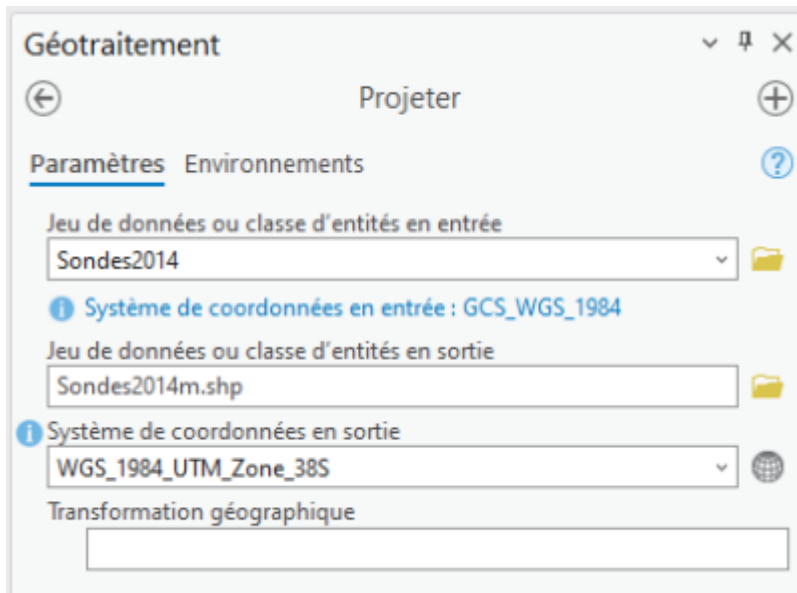 Géotraitement
Projeter
Paramètres Environnements
Jeu de données ou classe d'entités en entrée
Sondes2014
Système de coordonnées en entrée : GCS_WGS_1984
Jeu de données ou classe d'entités en sortie
Sondes2014m.shp
Système de coordonnées en sortie
WGS_1984_UTM_Zone_38S
Transformation géographique